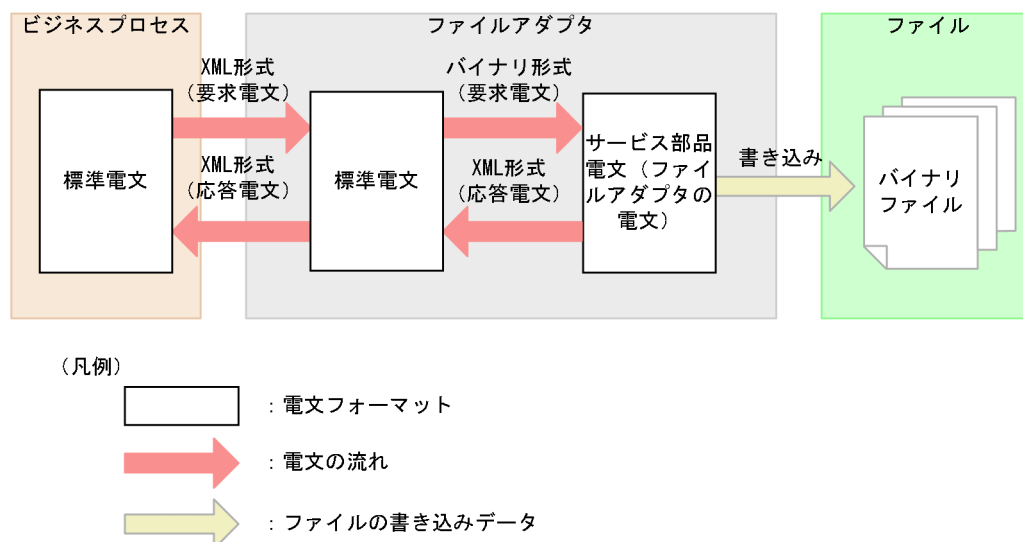 ビジネスプロセス
ファイルアダプタ
ファイル
XML形式
（要求電文）
バイナリ形式
（要求電文）
標準電文
XML形式
（応答電文）
標準電文
XML形式
（応答電文）
サービス部品
電文（ファイ
ルアダプタの
電文）
書き込み
バイナリ
ファイル
（凡例）
：電文フォーマット
：電文の流れ
：ファイルの書き込みデータ